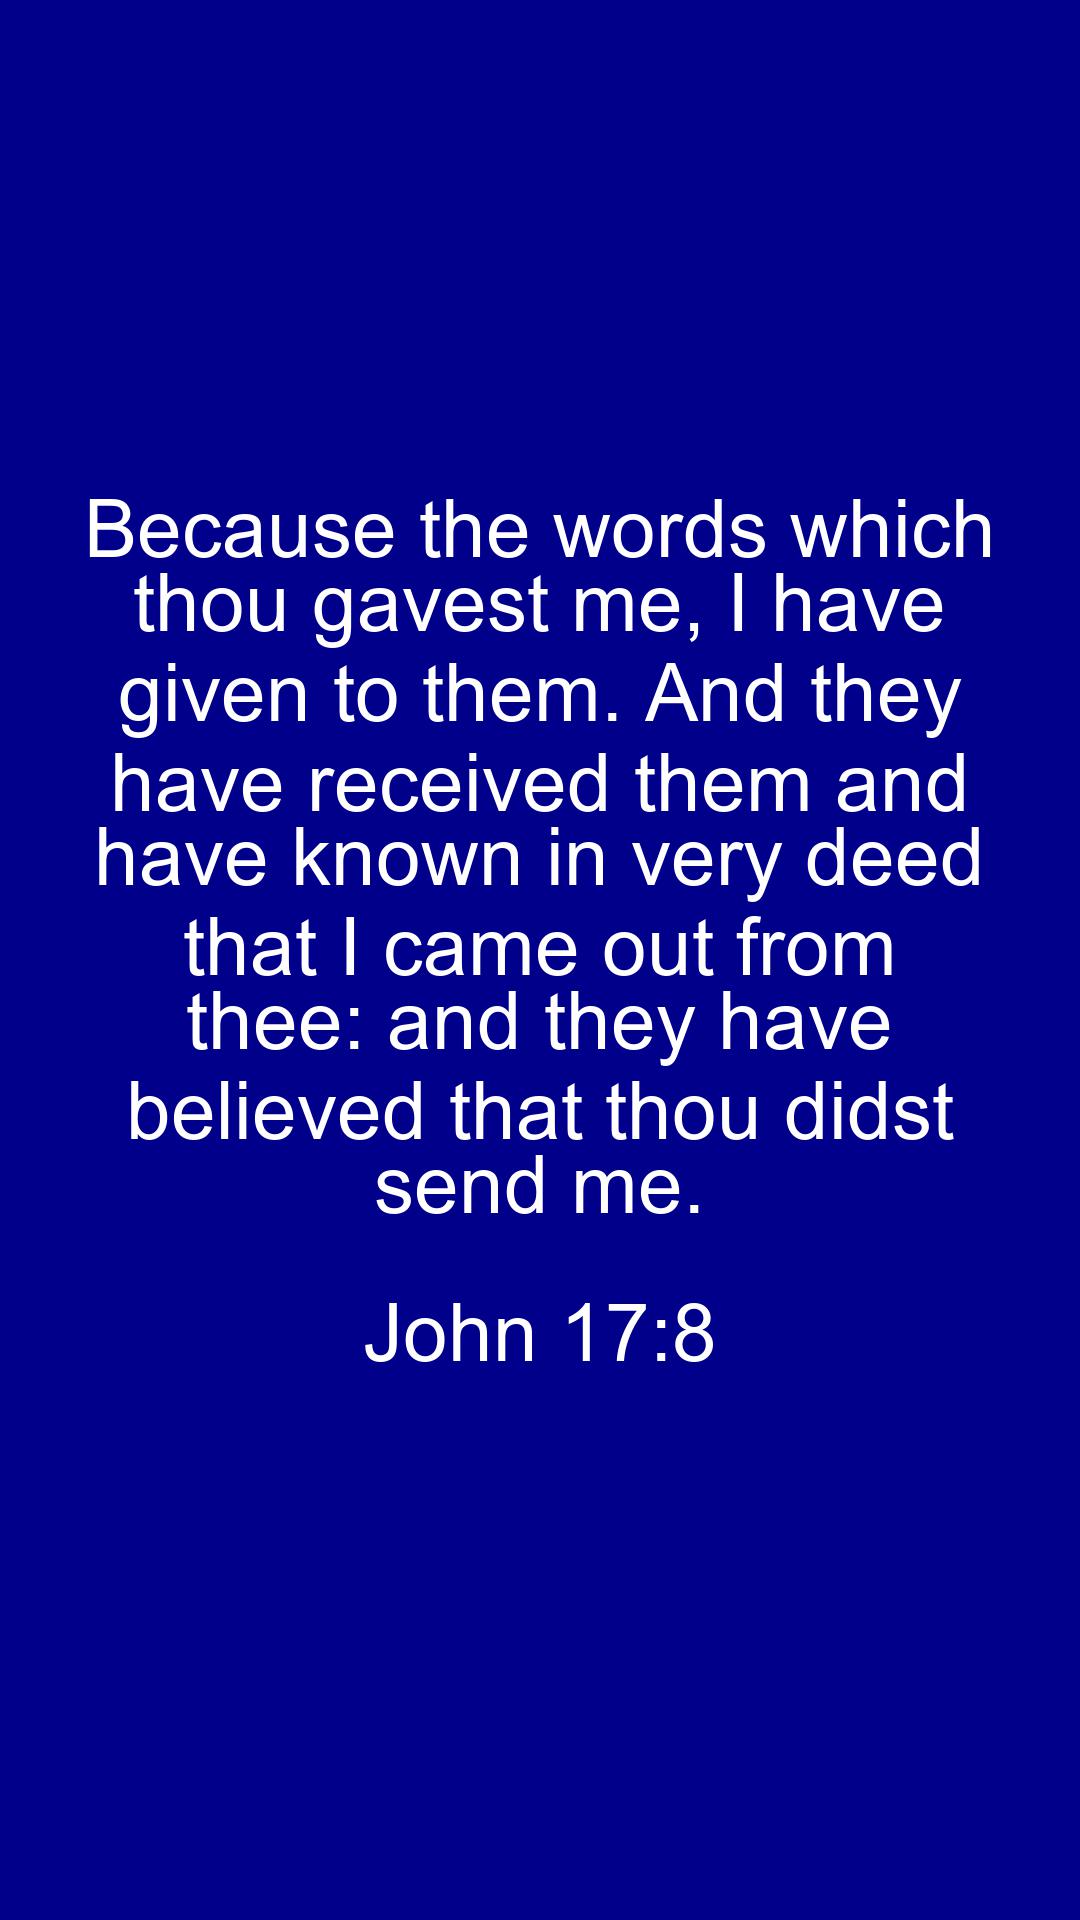 Because the words which
thou gavest me, I have
given to them. And they
have received them and
have known in very deed
that I came out from
thee: and they have
believed that thou didst
send me.
John 17:8